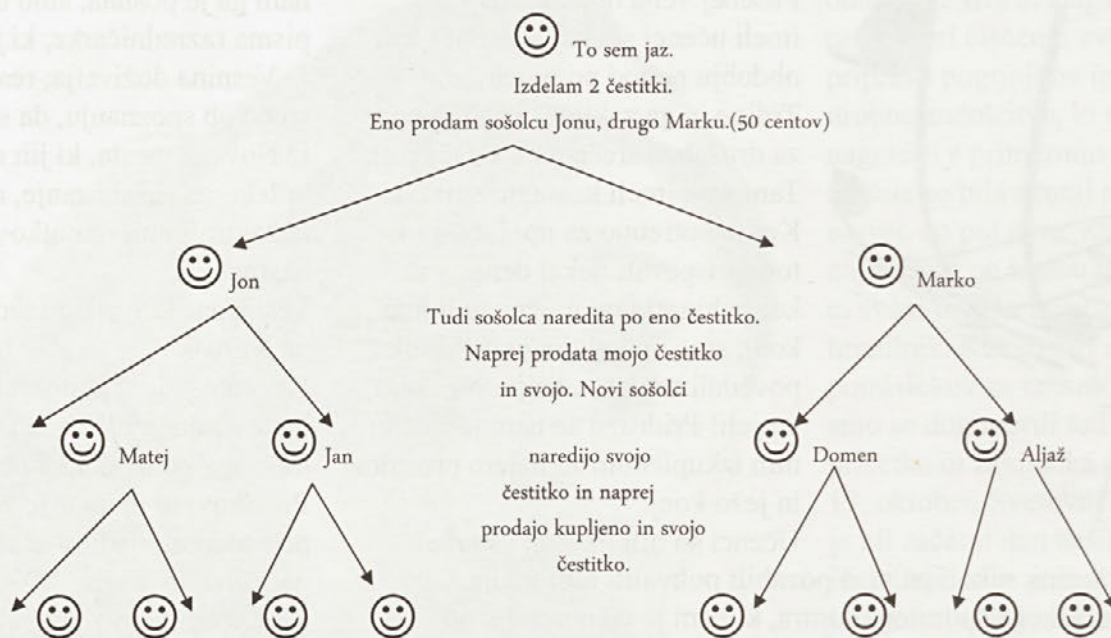 To sem jaz.
Izdelam 2 čestitki.
Eno prodam sošolcu Jonu, drugo Marku.(50 centov)
Jon
Marko
Tudi sošolca naredita po eno čestitko.
Naprej prodata mojo čestitko
in svojo. Novi sošolci
Matej
Jan
naredijo svojo
čestitko in naprej
prodajo kupljeno in svojo
čestitko.
Domen
Aljaž